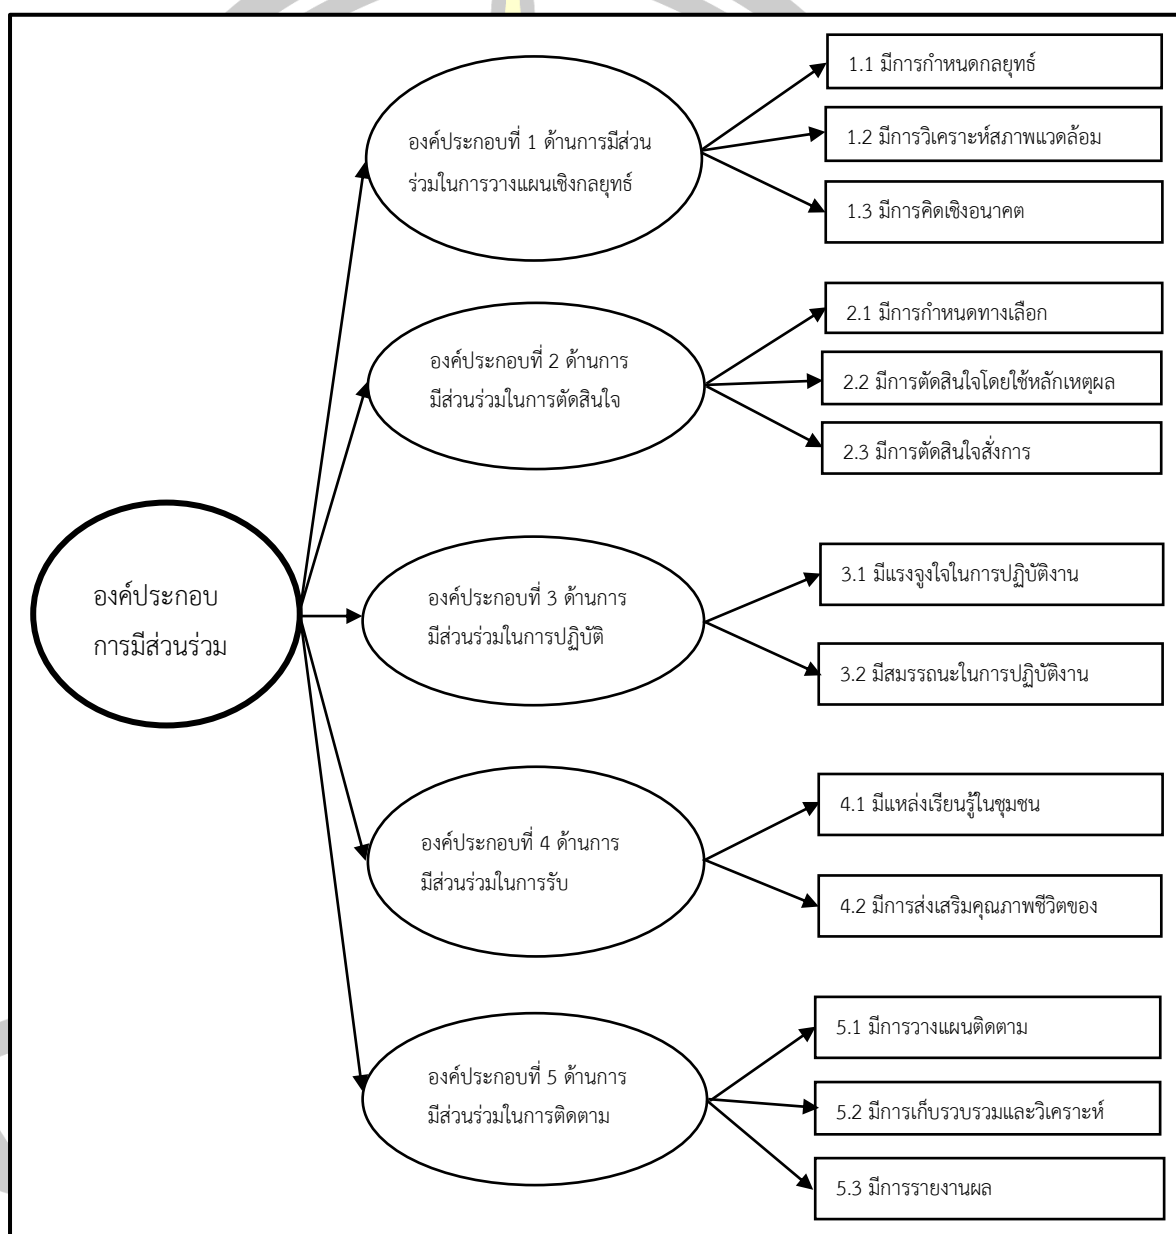 องค์ประกอบ
การมีส่วนร่วม
องค์ประกอบที่ 1 ด้านการมีส่วน
ร่วมในการวางแผนเชิงกลยุทธ์
1.1 มีการกำหนดกลยุทธ์
1.2 มีการวิเคราะห์สภาพแวดล้อม
1.3 มีการคิดเชิงอนาคต
องค์ประกอบที่ 2 ด้านการ
มีส่วนร่วมในการตัดสินใจ
2.1 มีการกำหนดทางเลือก
2.2 มีการตัดสินใจโดยใช้หลักเหตุผล
2.3 มีการตัดสินใจสั่งการ
องค์ประกอบที่ 3 ด้านการ
มีส่วนร่วมในการปฏิบัติ
3.1 มีแรงจูงใจในการปฏิบัติงาน
3.2 มีสมรรถนะในการปฏิบัติงาน
องค์ประกอบที่ 4 ด้านการ
มีส่วนร่วมในการรับ
4.1 มีแหล่งเรียนรู้ในชุมชน
4.2 มีการส่งเสริมคุณภาพชีวิตของ
องค์ประกอบที่ 5 ด้านการ
มีส่วนร่วมในการติดตาม
5.1 มีการวางแผนติดตาม
5.2 มีการเก็บรวบรวมและวิเคราะห์
5.3 มีการรายงานผล